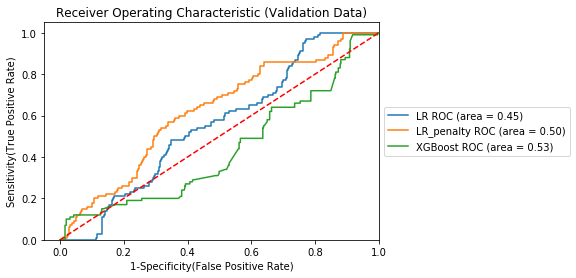 Receiver Operating Characteristic (Validation Data)
Sensitivity(True Positive Rate)
1.0
0.8
0.6
0.4
0.2
0.0
0.0 0.2 0.4 0.6 0.8 1.0
1-Specificity(False Positive Rate)
LR ROC (area = 0.45)
LR_penalty ROC (area = 0.50)
XGBoost ROC (area = 0.53)